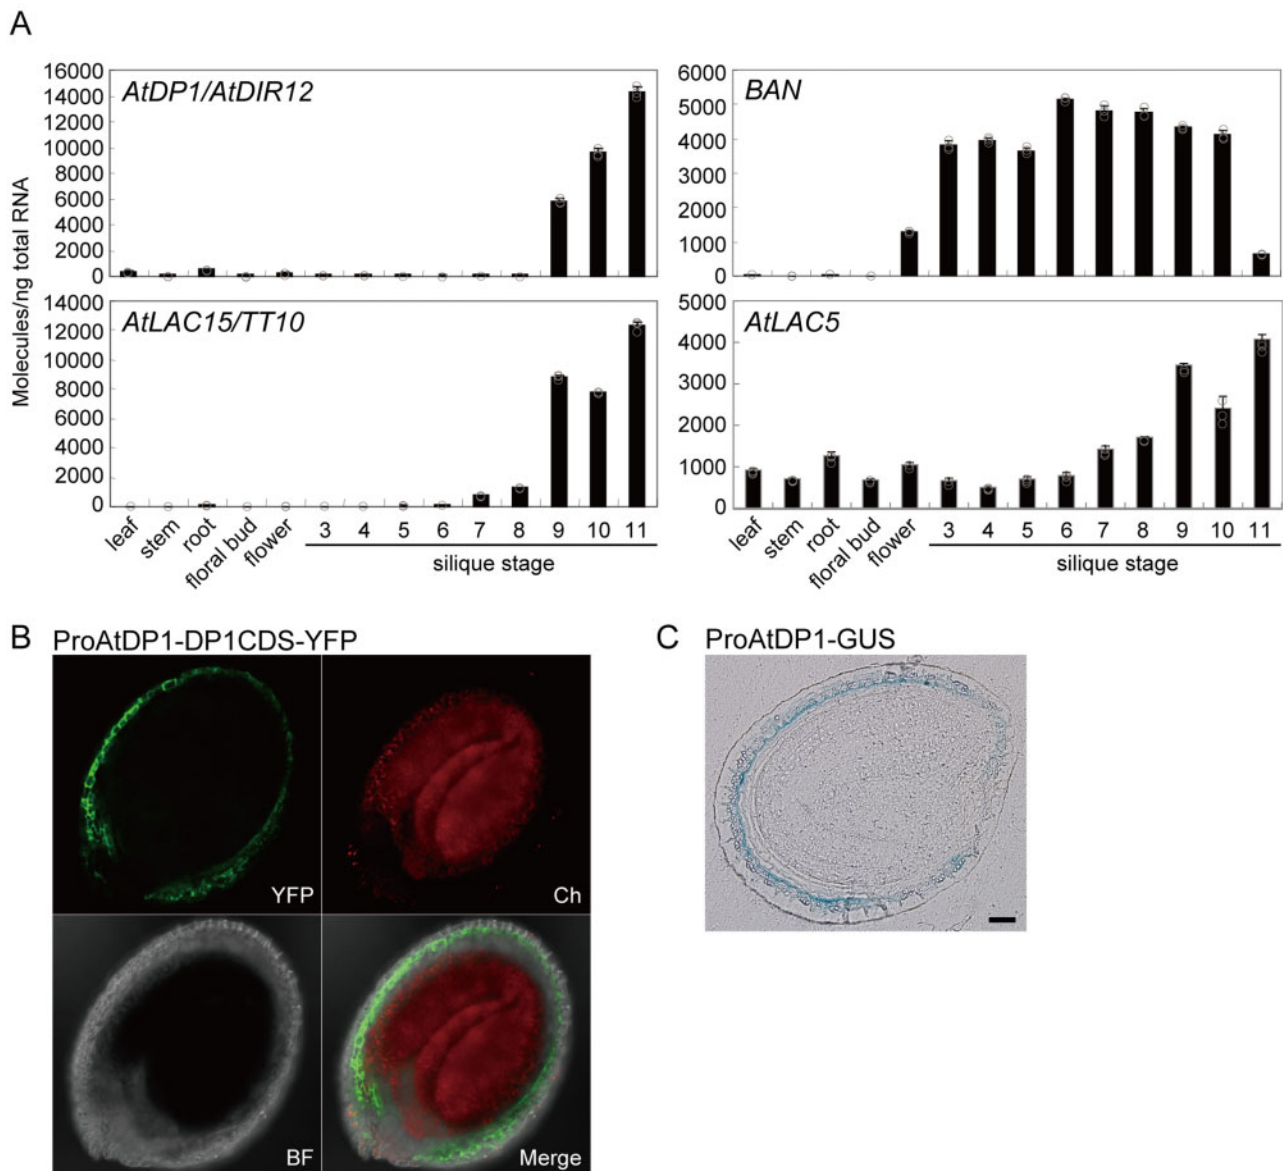 A
Molecules/ng total RNA
AtDP1/AtDIR12
16000
14000
12000
10000
8000
6000
4000
2000
0
BAN
6000
5000
4000
3000
2000
1000
0
AtLAC15/TT10
14000
12000
10000
8000
6000
4000
2000
0
leaf
stem
root
floral bud
flower
3 4 5 6 7 8 9 10 11
silique stage
AtLAC5
4000
3000
2000
1000
0
leaf
stem
root
floral bud
flower
3 4 5 6 7 8 9 10 11
silique stage
B ProAtDP1-DP1CDS-YFP
YFP
Ch
BF
Merge
C ProAtDP1-GUS